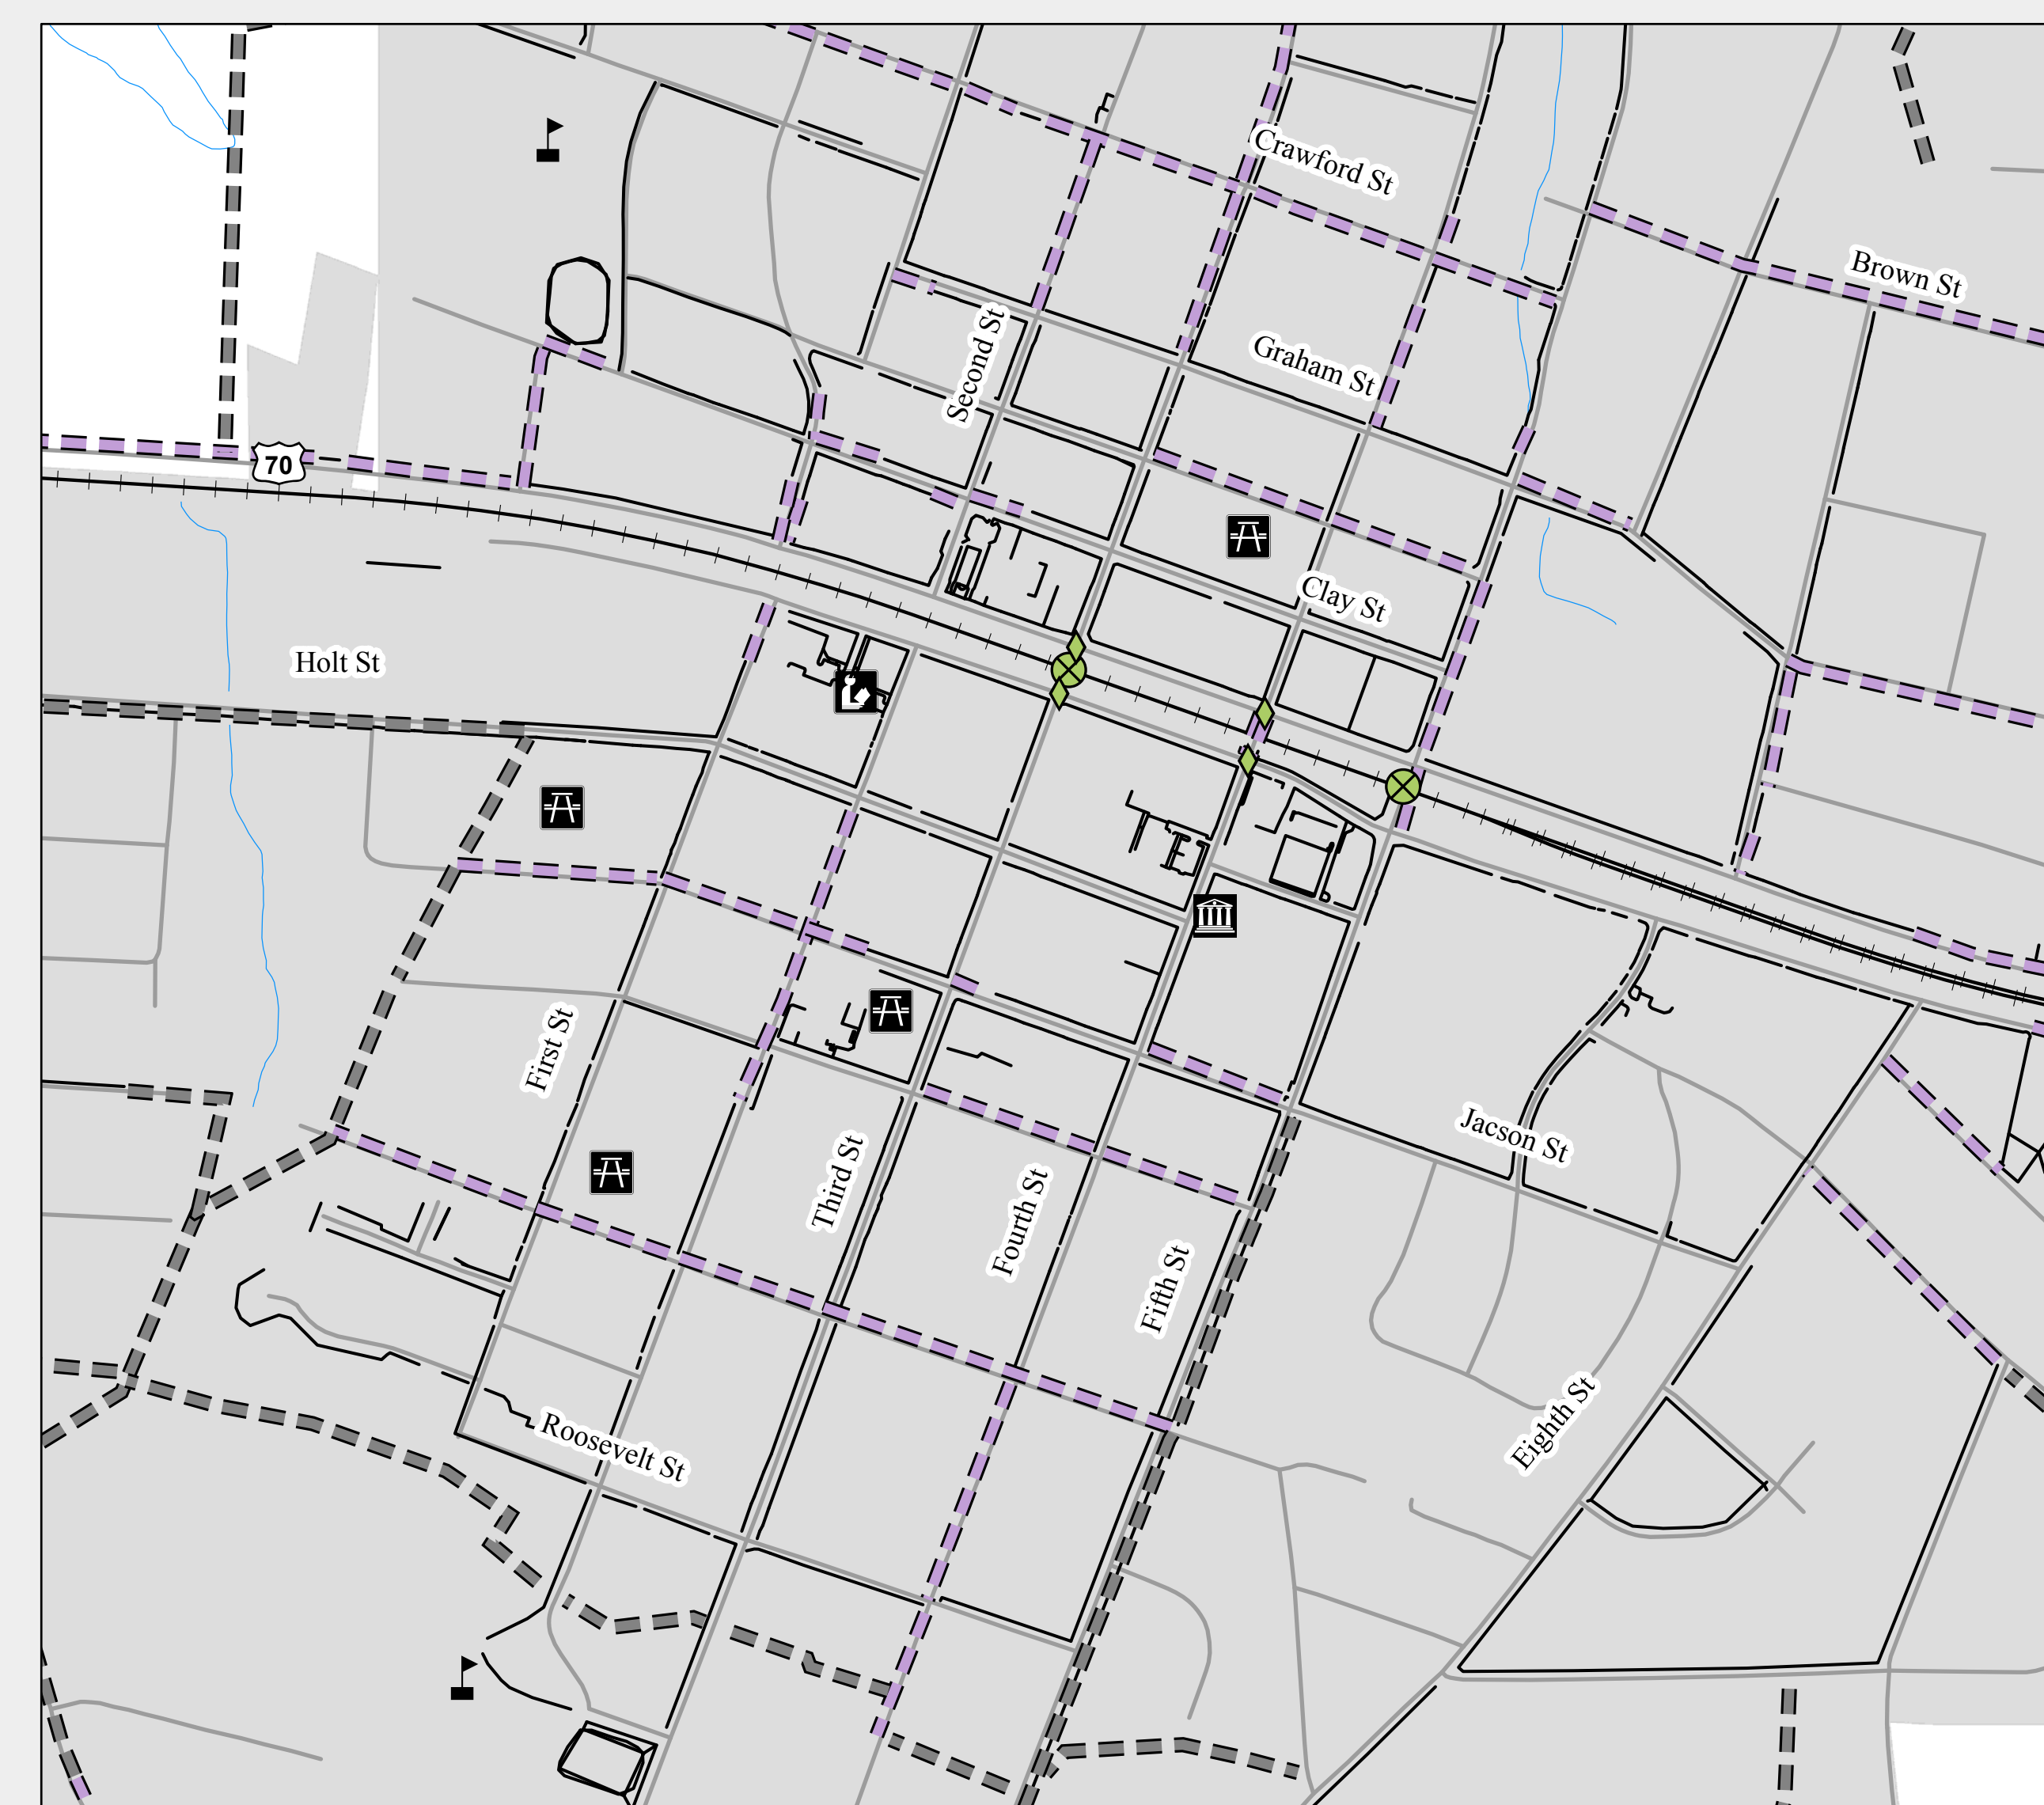 Crawford St
Brown St
Second St
Graham St
70
Clay St
Holt St
First St
Third St
Fourth St
Jacson St
Fifth St
Eighth St
Roosevelt St